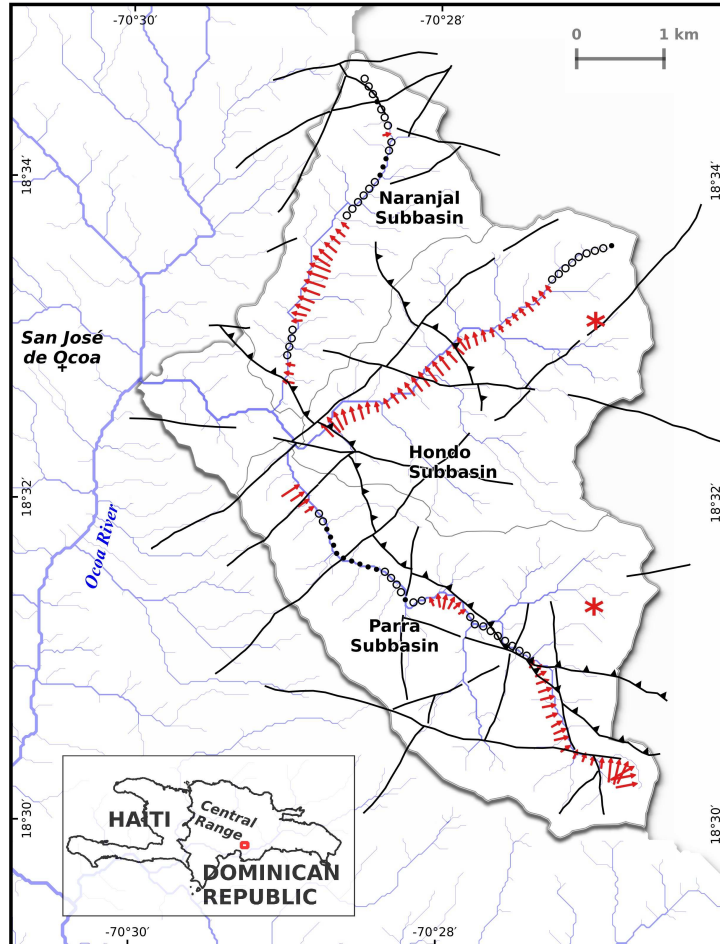 -70°30′
-70°28′
0
1 km
18°34′
18°34′
Naranjal
Subbasin
San José
de Ocoa
Hondo
Subbasin
18°32′
18°32′
Ocoa River
Parra
Subbasin
HAITI
Central
Range
DOMINICAN
REPUBLIC
18°30′
18°30′
-70°30′
-70°28′